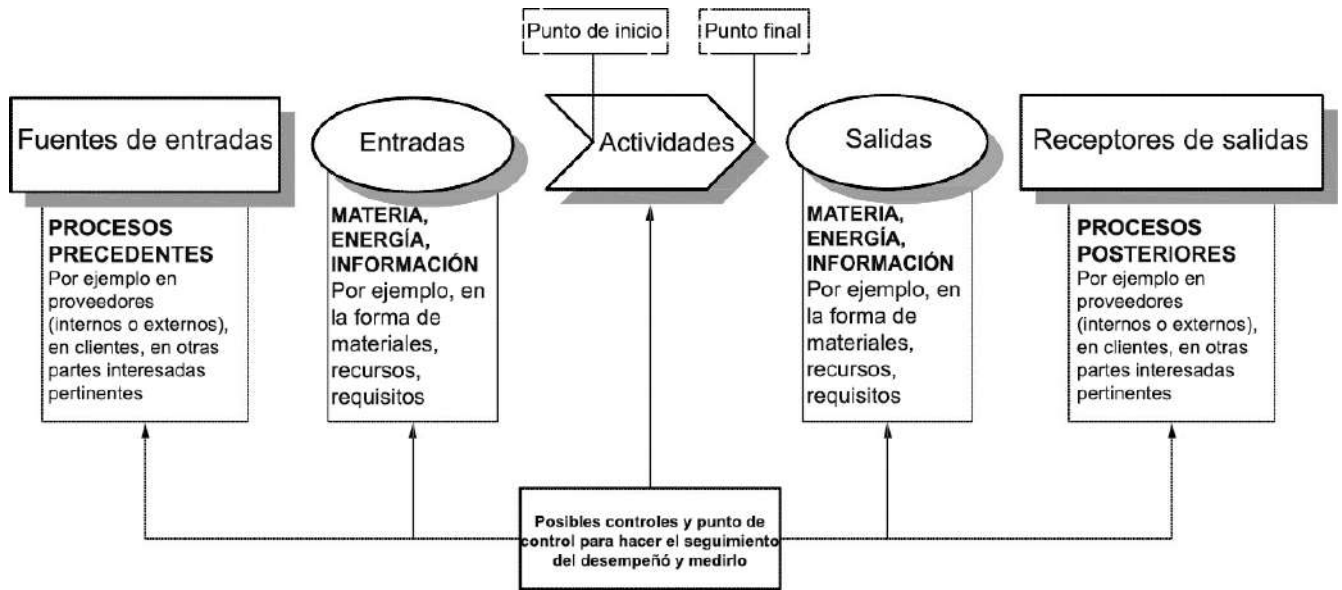 Punto de inicio
Punto final
Fuentes de entradas
Entradas
Actividades
Salidas
Receptores de salidas
PROCESOS
PRECEDENTES
Por ejemplo en
proveedores
(internos o externos),
en clientes, en otras
partes interesadas
pertinentes
MATERIA,
ENERGÍA,
INFORMACIÓN
Por ejemplo, en
la forma de
materiales,
recursos,
requisitos
MATERIA,
ENERGÍA,
INFORMACIÓN
Por ejemplo, en
la forma de
materiales,
recursos,
requisitos
PROCESOS
POSTERIORES
Por ejemplo en
proveedores
(internos o externos),
en clientes, en otras
partes interesadas
pertinentes
Posibles controles y punto de
control para hacer el seguimiento
del desempeñó y medirlo